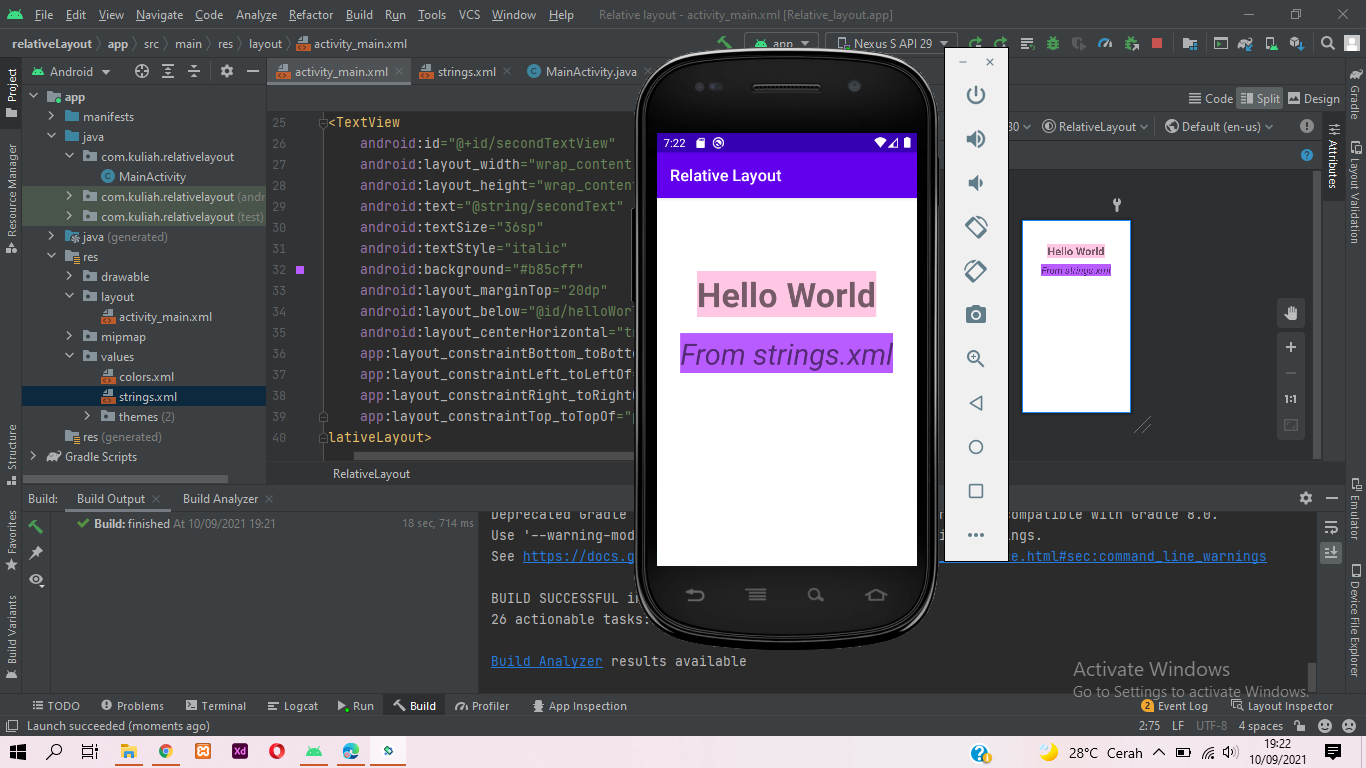 File Edit View Navigate Code Analyze Refactor Build Run Tools VCS Window Help Relative layout - activity_main.xml [Relative_layout.app]
relativeLayout app src main res layout activity_main.xml app Nexus S API 29
Android activity_main.xml strings.xml MainActivity.java
Code Split Design
30 RelativeLayout Default (en-us)
Project
Resource Manager
Structure
Favorites
Build Variants
app
manifests
java
com.kuliah.relativelayout
MainActivity
com.kuliah.relativelayout (andr
com.kuliah.relativelayout (test)
java (generated)
res
drawable
layout
activity_main.xml
mipmap
values
colors.xml
strings.xml
themes (2)
res (generated)
Gradle Scripts
25 <TextView
26 android:id="@+id/secondTextView"
27 android:layout_width="wrap_content
28 android:layout_height="wrap_content
29 android:text="@string/secondText"
30 android:textSize="36sp"
31 android:textStyle="italic"
32 android:background="#b85cff"
33 android:layout_marginTop="20dp"
34 android:layout_below="@id/helloWor
35 android:layout_centerHorizontal="t
36 app:layout_constraintBottom_toBotto
37 app:layout_constraintLeft_toLeftOf
38 app:layout_constraintRight_toRight
39 app:layout_constraintTop_toTopOf="
40 lativeLayout>
RelativeLayout
7:22
Relative Layout
Hello World
From strings.xml
Hello World
From strings.xml
1:1
Gradle
Attributes
Layout Validation
Emulator
Device File Explorer
Build: Build Output Build Analyzer
Build: finished At 10/09/2021 19:21 18 sec, 714 ms
Deprecated Gradle compatible with Gradle 8.0.
Use '--warning-mod ngs.
See https://docs.g e.html#sec:command_line_warnings
BUILD SUCCESSFUL i
26 actionable tasks:
Build Analyzer results available
Activate Windows
Go to Settings to activate Windows.
TODO Problems Terminal Logcat Run Build Profiler App Inspection 2 Event Log Layout Inspector
Launch succeeded (moments ago) 2:75 LF UTF-8 4 spaces
Xd 28°C Cerah 19:22
10/09/2021